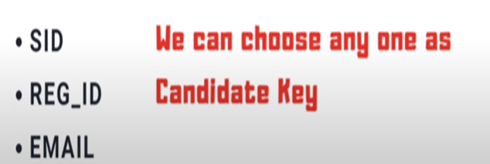 • SID We can choose any one as
• REG_ID Candidate Key
• EMAIL